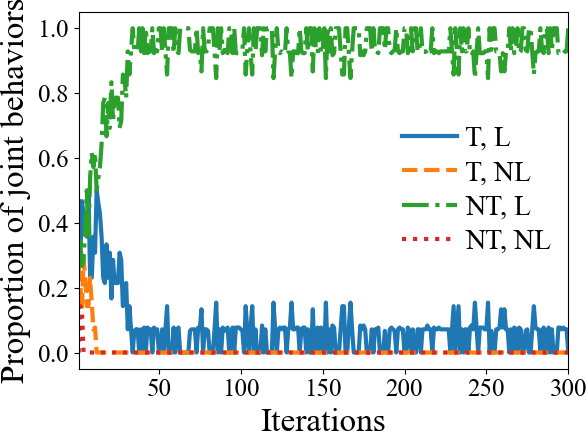 Proportion of joint behaviors
1.0
0.8
0.6
0.4
0.2
0.0
T, L
T, NL
NT, L
NT, NL
50
100
150
200
250
300
Iterations